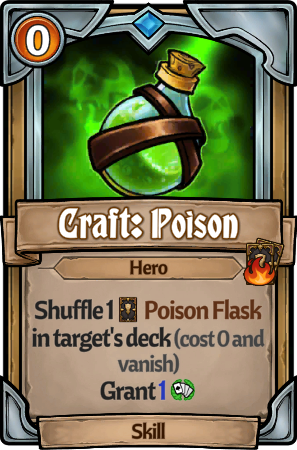 0
Craft: Poison
Hero
Shuffle 1 Poison Flask
in target's deck (cost 0 and
vanish)
Grant 1
Skill